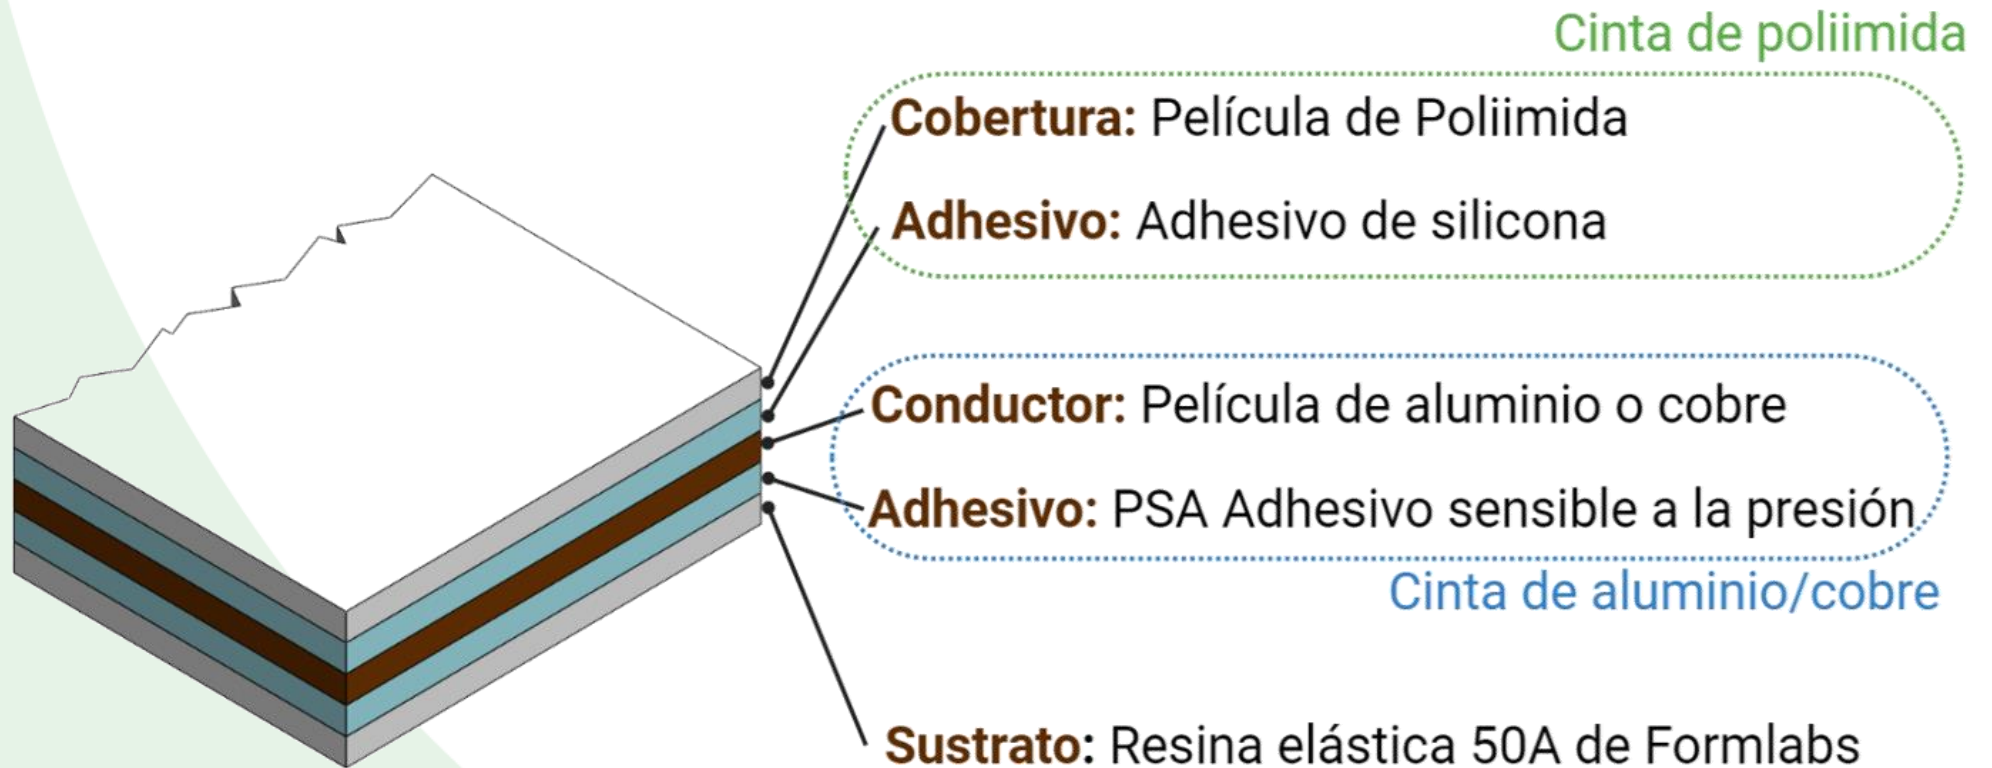 Cinta de poliimida
Cobertura: Película de Poliimida
Adhesivo: Adhesivo de silicona
Conductor: Película de aluminio o cobre
Adhesivo: PSA Adhesivo sensible a la presión
Cinta de aluminio/cobre
Sustrato: Resina elástica 50A de Formlabs